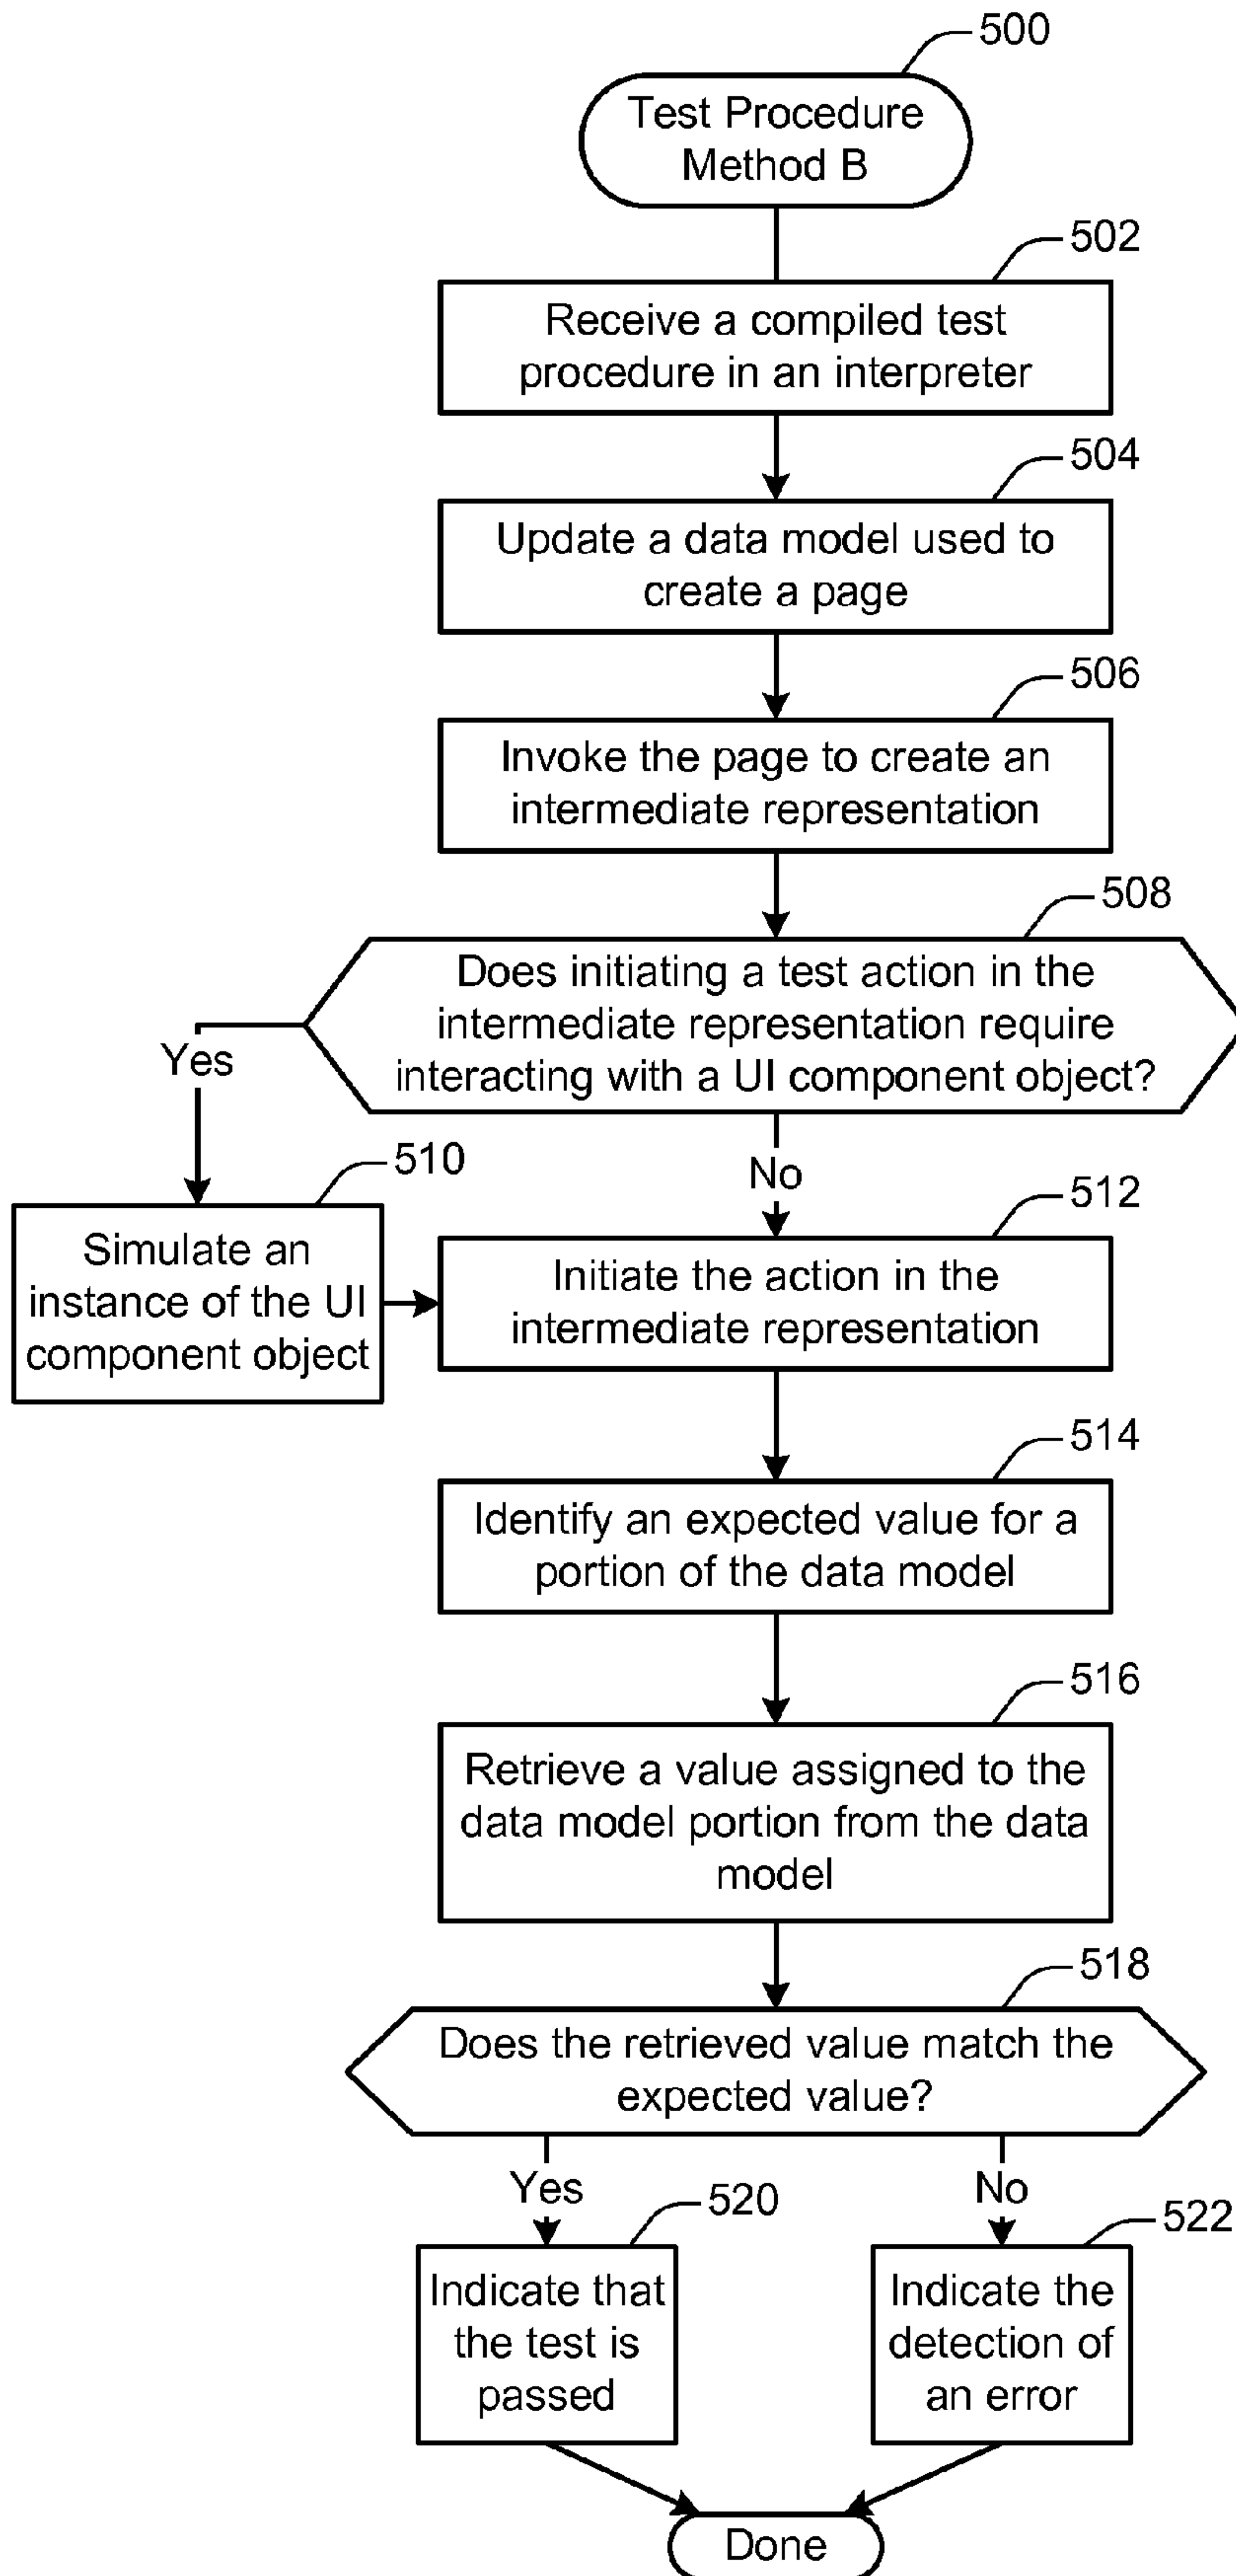 500
Test Procedure
Method B
502
Receive a compiled test
procedure in an interpreter
504
Update a data model used to
create a page
506
Invoke the page to create an
intermediate representation
508
Does initiating a test action in the
intermediate representation require
interacting with a UI component object?
Yes
No
510
Simulate an
instance of the UI
component object
512
Initiate the action in the
intermediate representation
514
Identify an expected value for a
portion of the data model
516
Retrieve a value assigned to the
data model portion from the data
model
518
Does the retrieved value match the
expected value?
Yes
No
520
Indicate that
the test is
passed
522
Indicate the
detection of
an error
Done